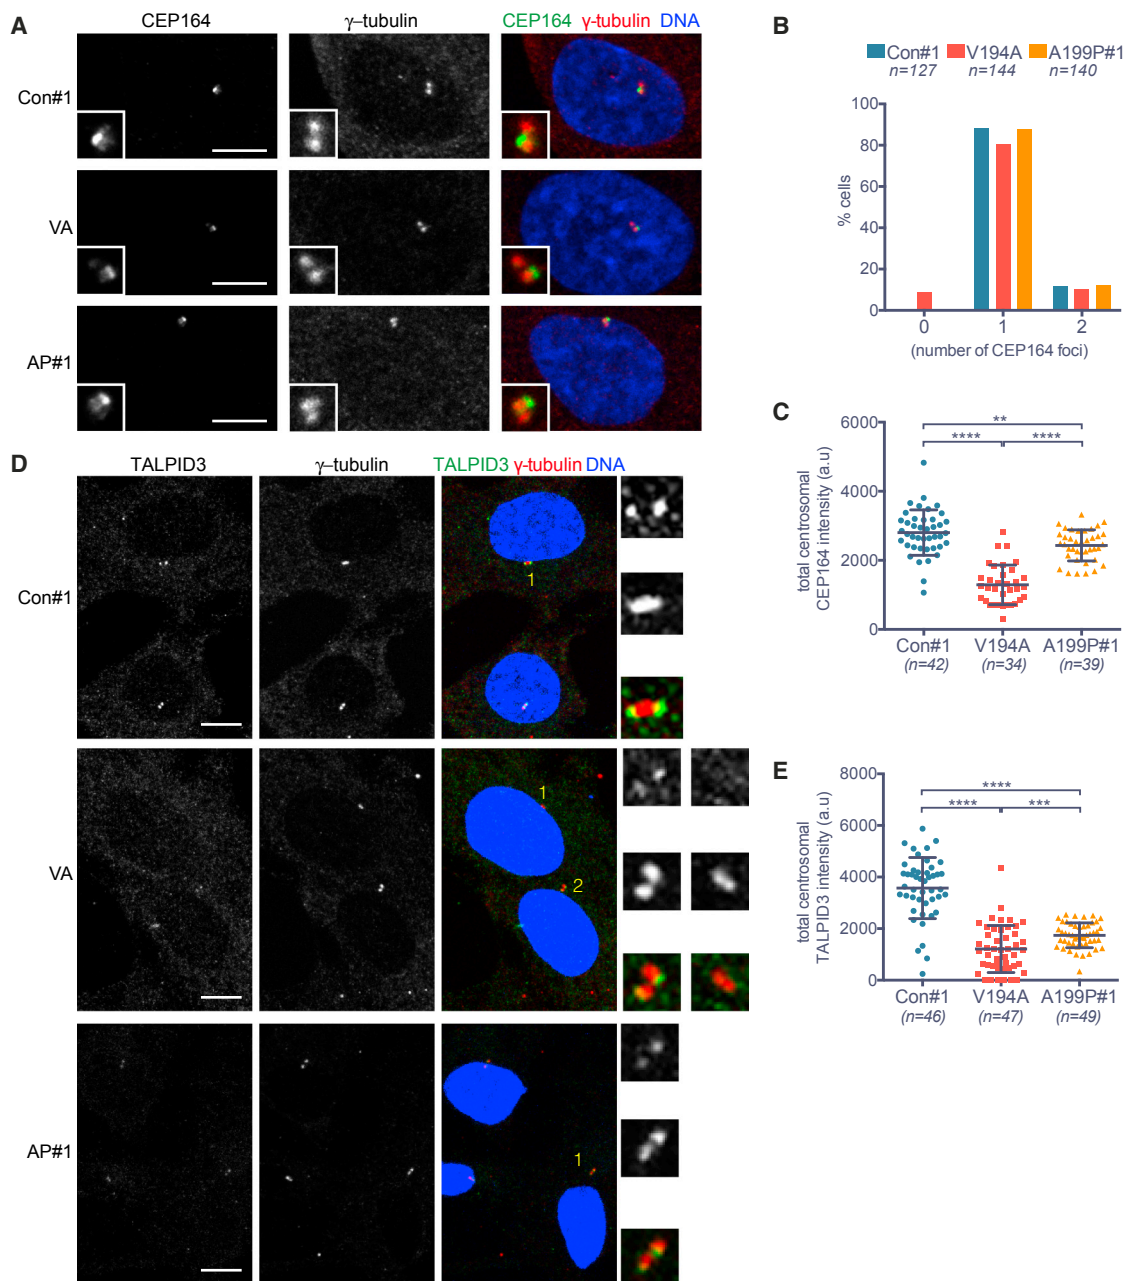 A
CEP164 γ–tubulin CEP164 γ-tubulin DNA
Con#1
VA
AP#1
B
Con#1 V194A A199P#1
n=127 n=144 n=140
100
80
60
40
20
0
% cells
0 1 2
(number of CEP164 foci)
C
6000
4000
2000
0
total centrosomal
CEP164 intensity (a.u)
**
**** ****
Con#1 V194A A199P#1
(n=42) (n=34) (n=39)
D
TALPID3 γ–tubulin TALPID3 γ-tubulin DNA
Con#1
1
VA
1
2
AP#1
1
E
8000
6000
4000
2000
0
total centrosomal
TALPID3 intensity (a.u)
****
**** ***
Con#1 V194A A199P#1
(n=46) (n=47) (n=49)